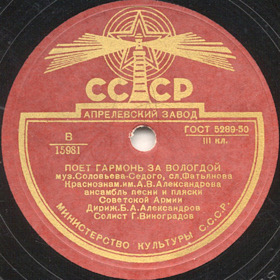 СССР
АПРЕЛЕВСКИЙ ЗАВОД
В
15981
ГОСТ 5289-50
III кл.
ПОЕТ ГАРМОНЬ ЗА ВОЛОГДОЙ
муз.Соловьева-Седого, сл.Фатьянова
Краснознам.им.А.В.Александрова
ансамбль песни и пляски
Советской Армии
Дириж.Б.А.Александров
Солист Г.Виноградов
МИНИСТЕРСТВО КУЛЬТУРЫ С.С.С.Р.